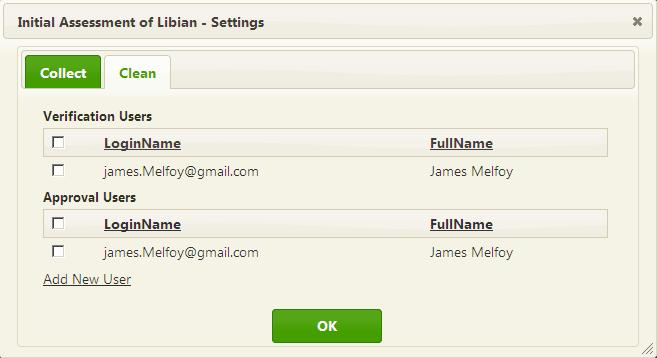 Initial Assessment of Libian - Settings
Collect Clean
Verification Users
LoginName FullName
james.Melfoy@gmail.com James Melfoy
Approval Users
LoginName FullName
james.Melfoy@gmail.com James Melfoy
Add New User
OK